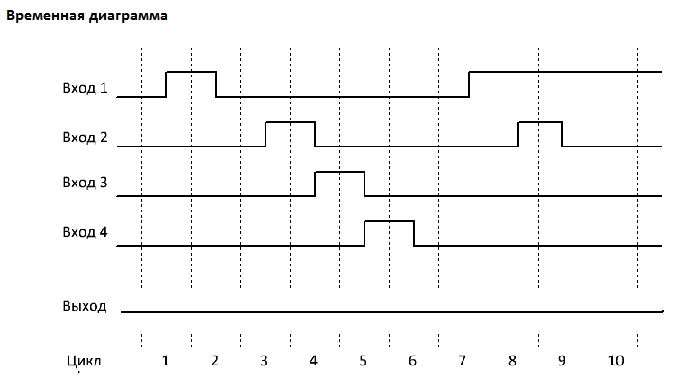 Временная диаграмма
Вход 1
Вход 2
Вход 3
Вход 4
Выход
Цикл 1 2 3 4 5 6 7 8 9 10